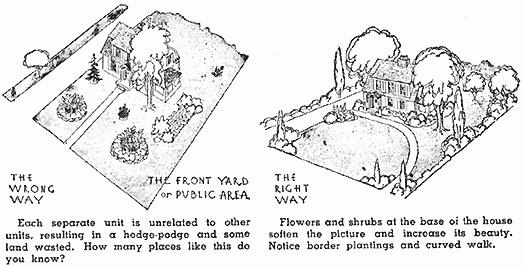 THE
WRONG
WAY
THE FRONT YARD
or PUBLIC AREA
Each separate unit is unrelated to other
units, resulting in a hodge-podge and some
land wasted. How many places like this do
you know?
THE
RIGHT
WAY
Flowers and shrubs at the base of the house
soften the picture and increase its beauty.
Notice border plantings and curved walk.